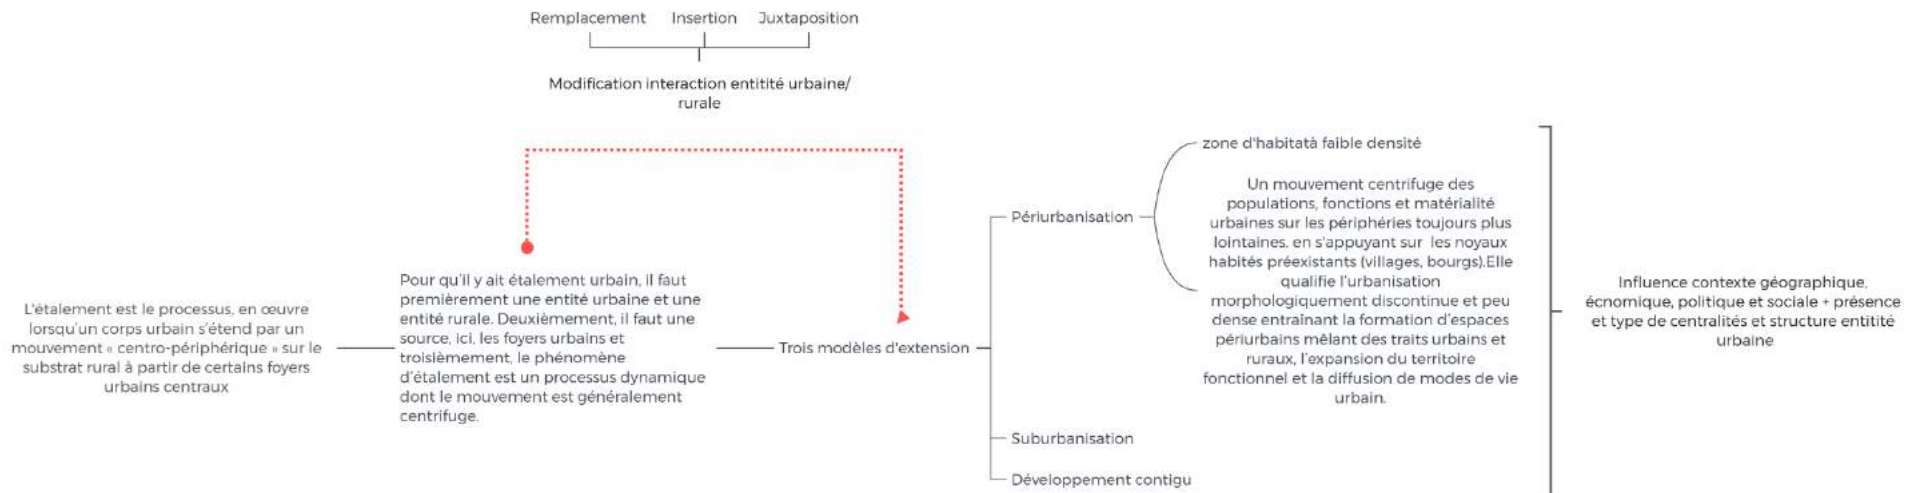 Remplacement Insertion Juxtaposition
Modification interaction entitité urbaine/
rurale
L'étalement est le processus, en œuvre
lorsqu'un corps urbain s'étend par un
mouvement « centro-périphérique » sur le
substrat rural à partir de certains foyers
urbains centraux
Pour qu'il y ait étalement urbain, il faut
premièrement une entité urbaine et une
entité rurale. Deuxièmement, il faut une
source, ici, les foyers urbains et
troisièmement, le phénomène
d'étalement est un processus dynamique
dont le mouvement est généralement
centrifuge.
Trois modèles d'extension
Périurbanisation
zone d'habitatà faible densité
Un mouvement centrifuge des
populations, fonctions et matérialité
urbaines sur les périphéries toujours plus
lointaines. en s'appuyant sur les noyaux
habités préexistants (villages, bourgs).Elle
qualifie l'urbanisation
morphologiquement discontinue et peu
dense entraînant la formation d'espaces
périurbains mêlant des traits urbains et
ruraux, l'expansion du territoire
fonctionnel et la diffusion de modes de vie
urbain.
Suburbanisation
Développement contigu
Influence contexte géographique,
écnomique, politique et sociale + présence
et type de centralités et structure entitité
urbaine